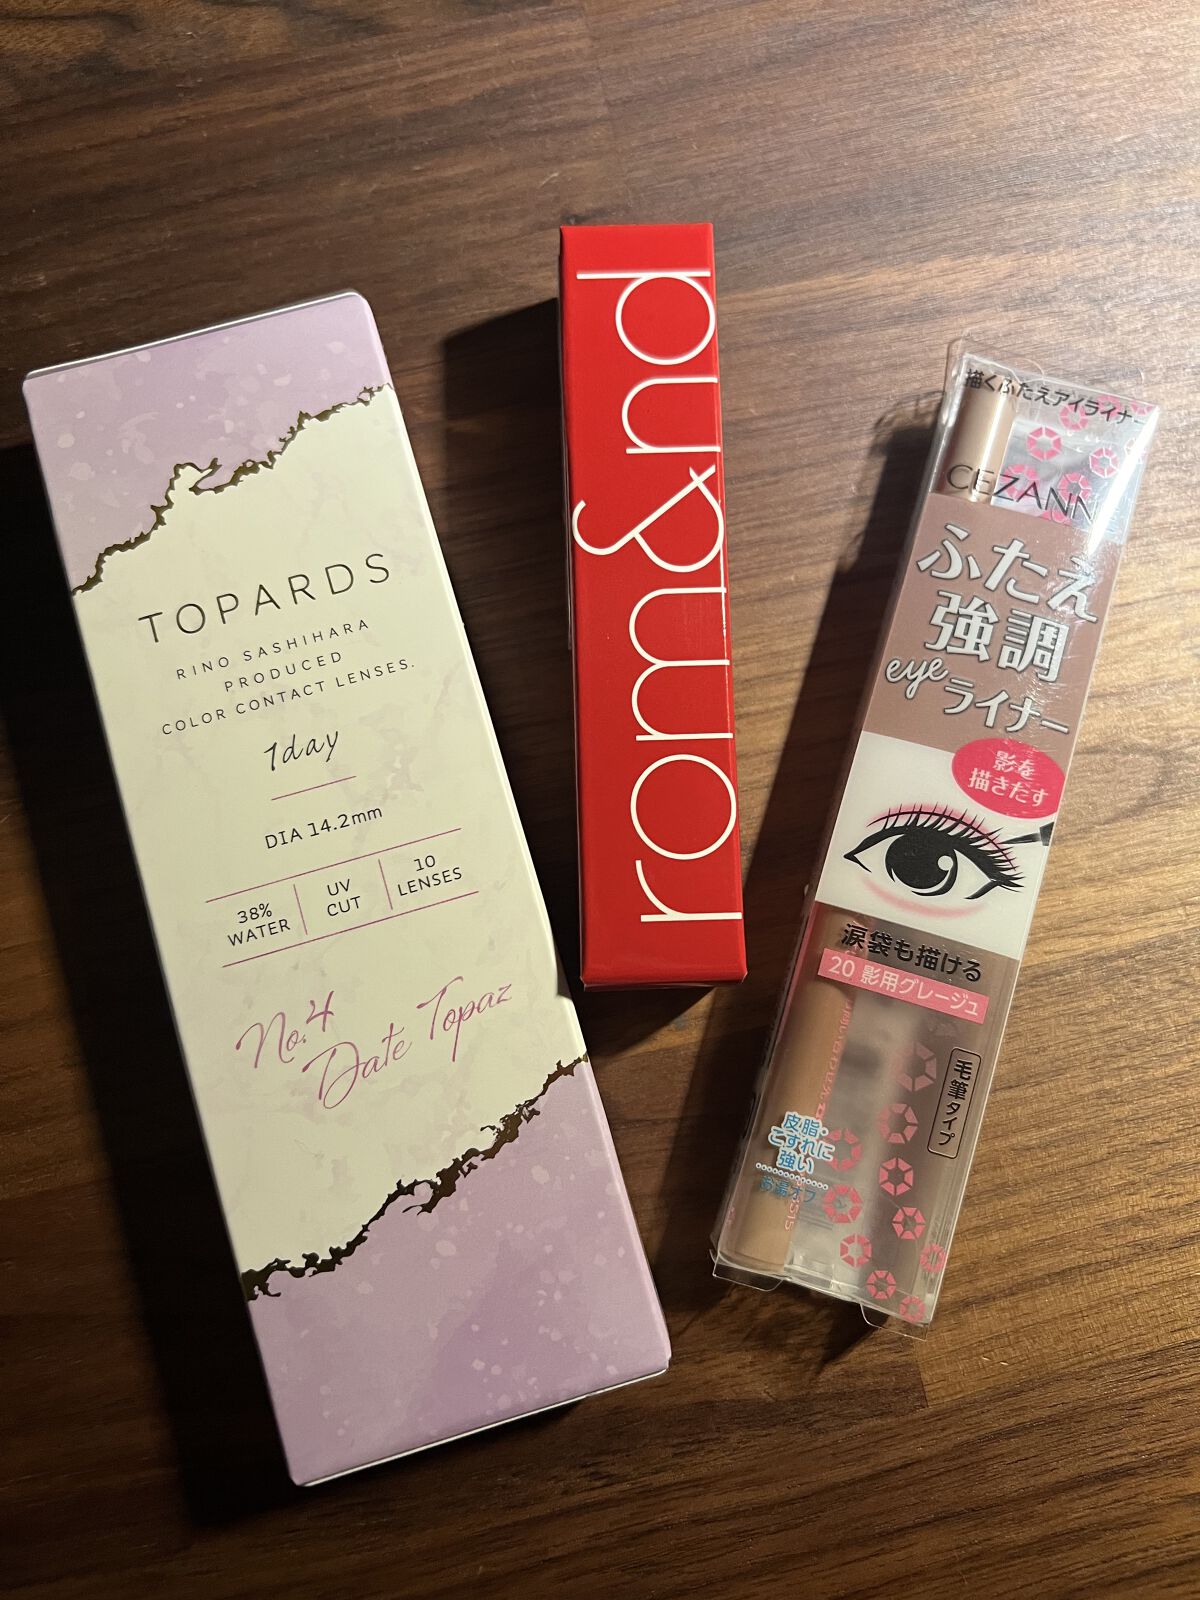 TOPARDS
RINO SASHIHARA
PRODUCED
COLOR CONTACT LENSES.
1day
DIA 14.2mm
38%
WATER
UV
CUT
10
LENSES
No.4
Date Topaz
rom&nd
描くふたえアイライナー
CEZANN
ふたえ
強調
eye
ライナー
影を
描きたす
涙袋も描ける
20 影用グレージュ
毛筆タイプ
皮脂・
こすれに
強い
お湯オフ